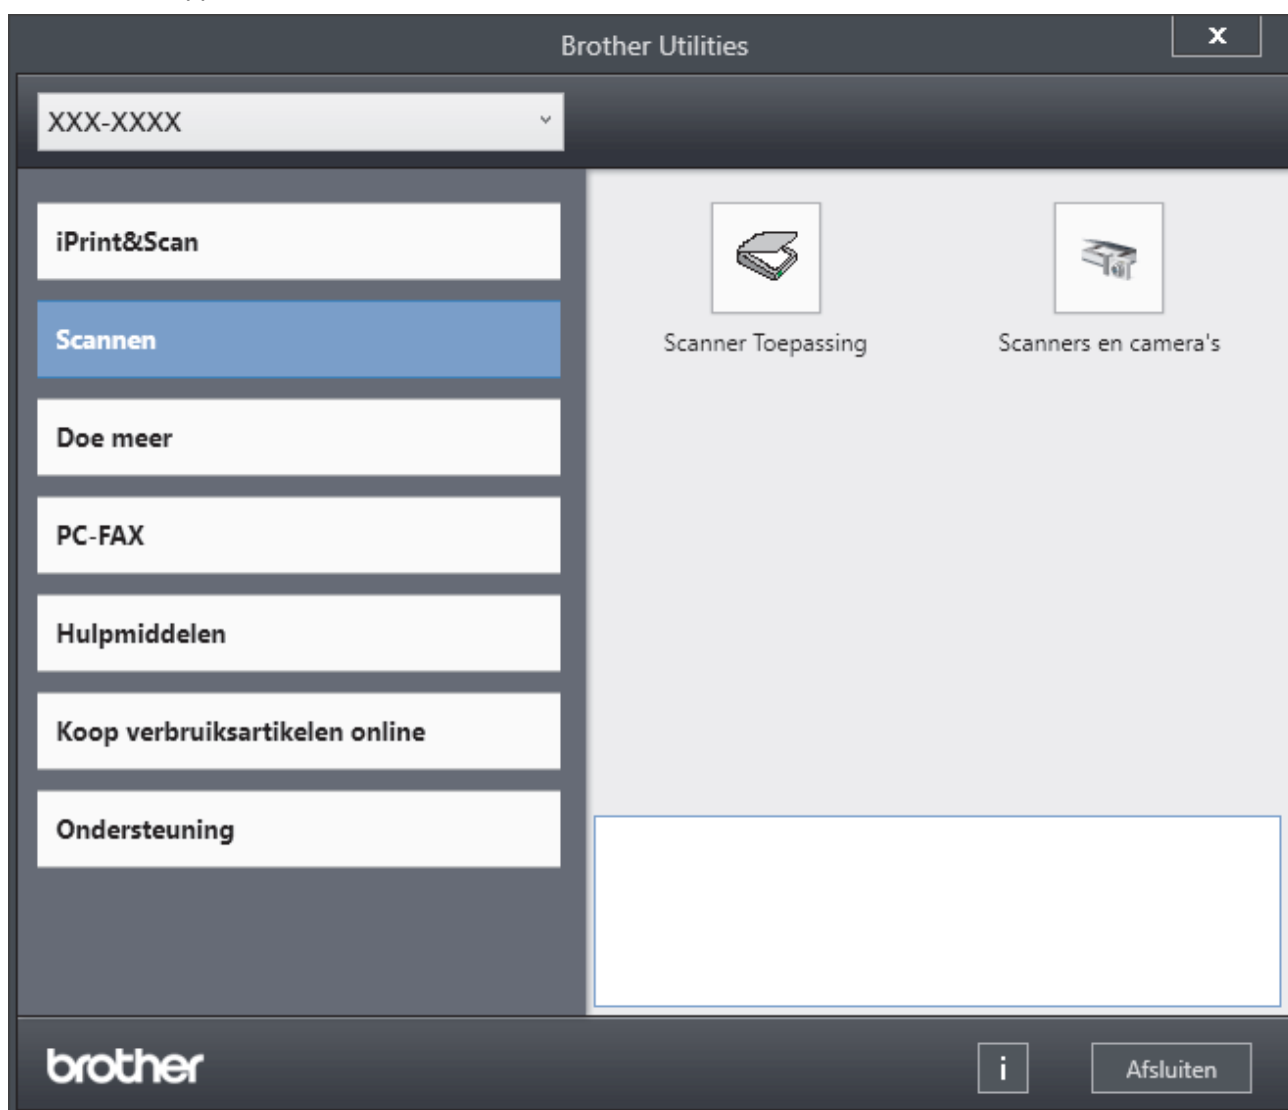 Brother Utilities
x
XXX-XXXX
iPrint&Scan
Scannen
Doe meer
PC-FAX
Hulpmiddelen
Koop verbruiksartikelen online
Ondersteuning
Scanner Toepassing
Scanners en camera's
brother
i
Afsluiten